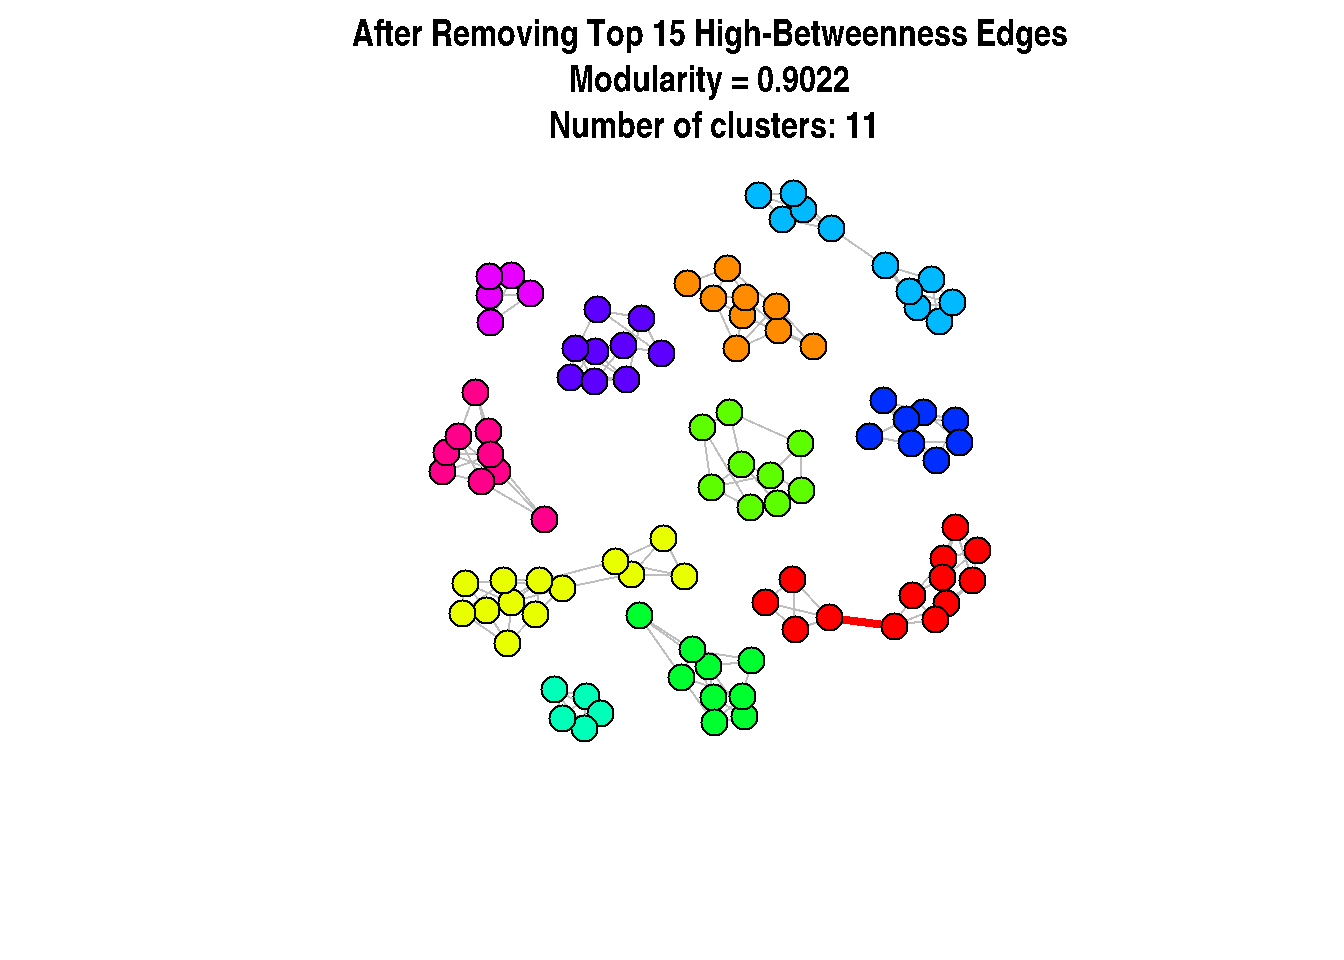 After Removing Top 15 High-Betweenness Edges
Modularity = 0.9022
Number of clusters: 11